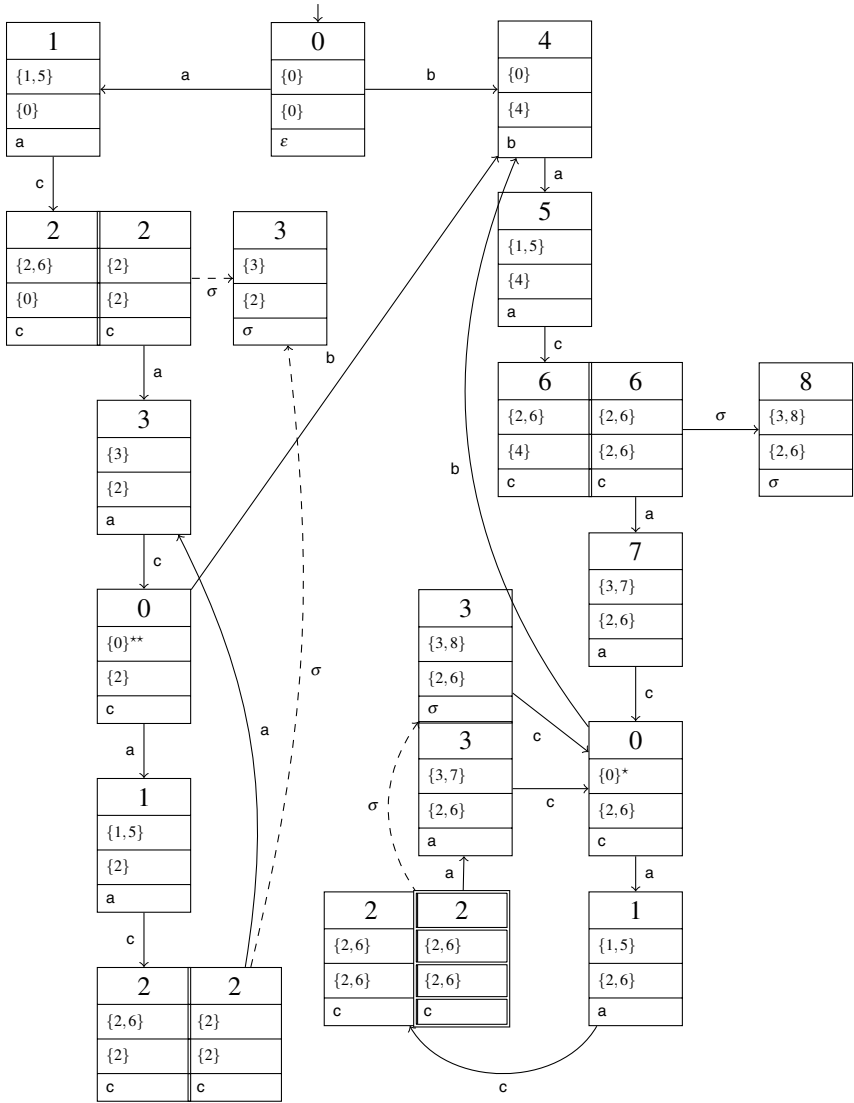 1 0 4
{1,5} {0} {0}
{0} {0} {4}
a ε b
a b
c a
2 2 3 5
{2,6} {2} {3} {1,5}
{0} {2} {2} {4}
c c σ a
σ
b
a c
3 6 6 8
{3} {2,6} {2,6} {3,8}
{2} {4} {2,6} {2,6}
a c c σ
σ
b
c a
0 3 7
{0}** {3,8} {3,7}
{2} {2,6} {2,6}
c σ a
σ
a c c
a
1 3 0
{1,5} {3,7} {0}*
{2} {2,6} {2,6}
a a c
σ c
c a a
2 2 2 2 1
{2,6} {2} {2,6} {2,6} {1,5}
{2} {2} {2,6} {2,6} {2,6}
c c c c a
c